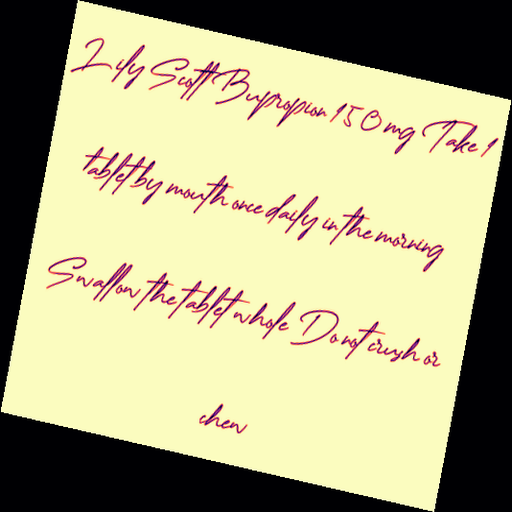 Lily Scott Bupropion 150 mg Take 1
tablet by mouth once daily in the morning
Swallow the tablet whole Do not crush or
chew